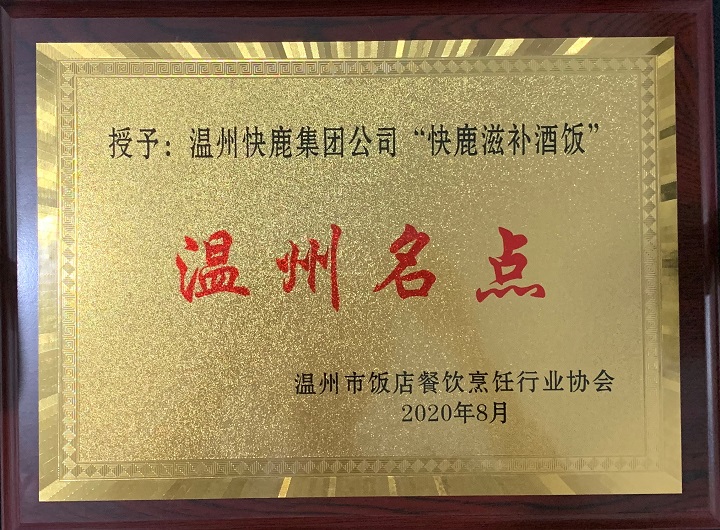 授予：温州快鹿集团公司“快鹿滋补酒饭”
温州名点
温州市饭店餐饮烹饪行业协会
2020年8月